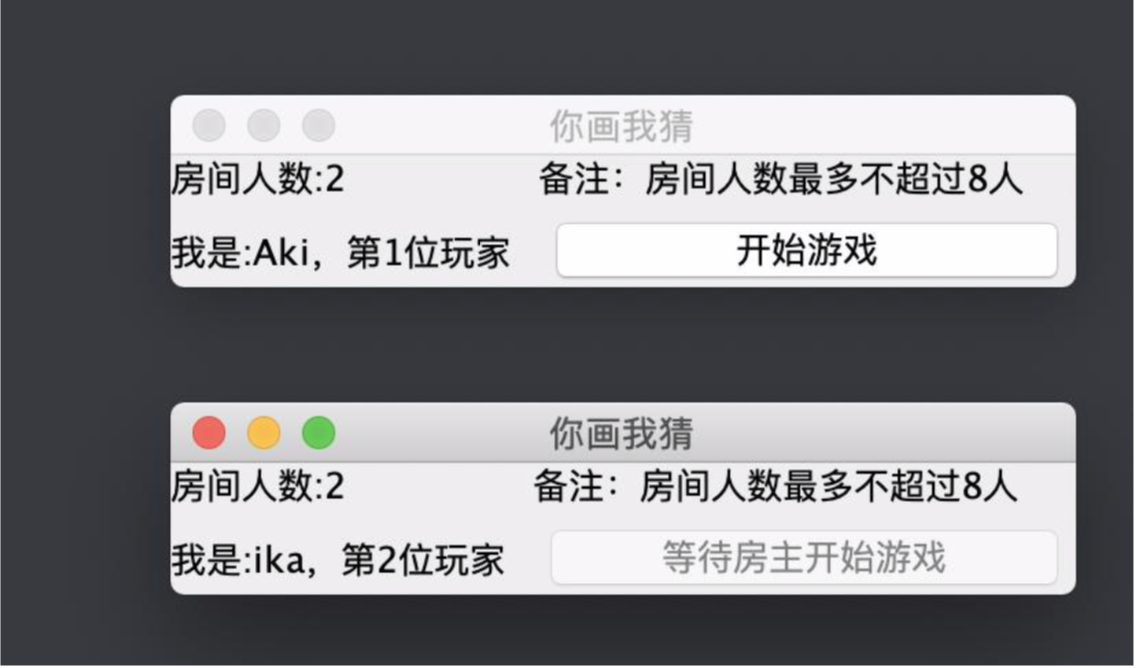 你画我猜
房间人数:2 备注：房间人数最多不超过8人
我是:Aki，第1位玩家 开始游戏
你画我猜
房间人数:2 备注：房间人数最多不超过8人
我是:ika，第2位玩家 等待房主开始游戏